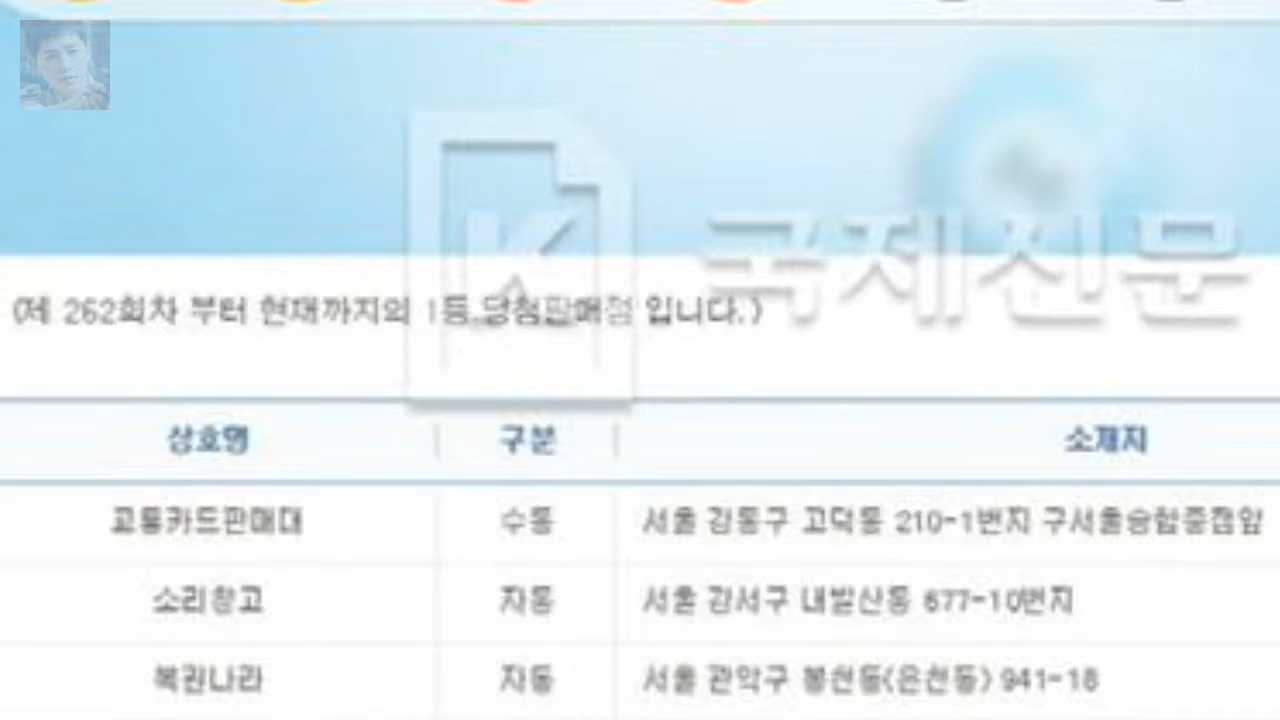 국제신문
(제 262회차 부터 현재까지의 1등 당첨판매점 입니다.)
상호명 구분 소재지
교통카드판매대 수동 서울 강동구 고덕동 210-1번지 구서울승합종점앞
소리창고 자동 서울 강서구 내발산동 677-10번지
복권나라 자동 서울 관악구 봉천동(은천동) 941-18